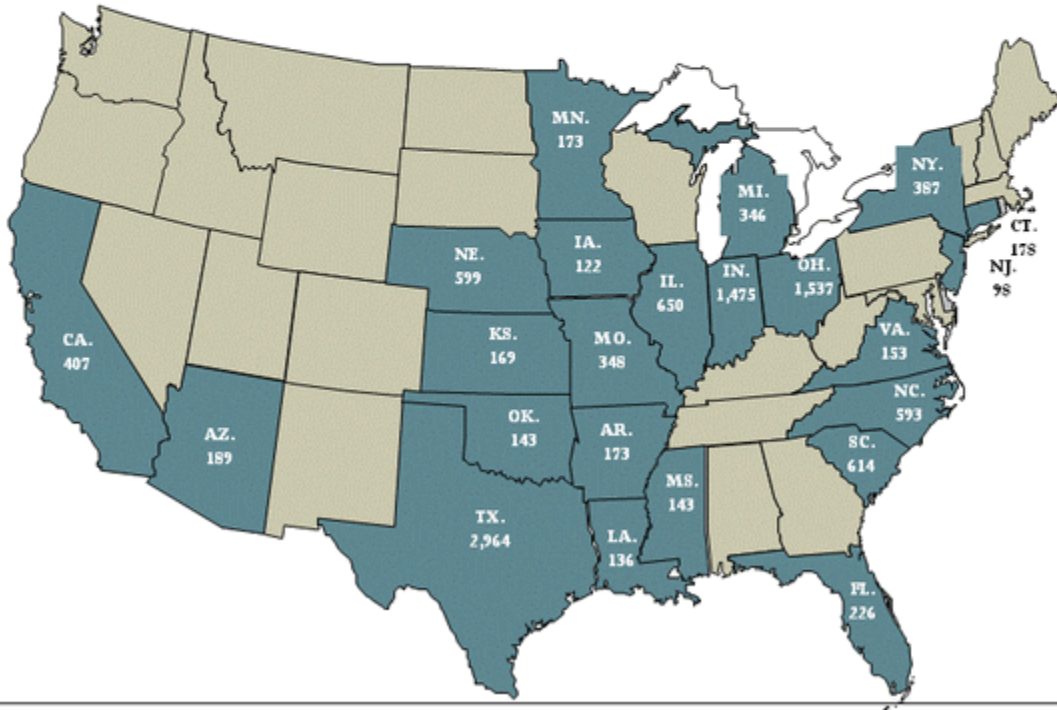 MN.
173
NY.
387
MI.
346
CT.
178
NJ.
98
NE.
599
IA.
122
IL.
650
IN.
1,475
OH.
1,537
CA.
407
KS.
169
MO.
348
VA.
153
NC.
593
AZ.
189
OK.
143
AR.
173
SC.
614
MS.
143
TX.
2,964
LA.
136
FL.
226